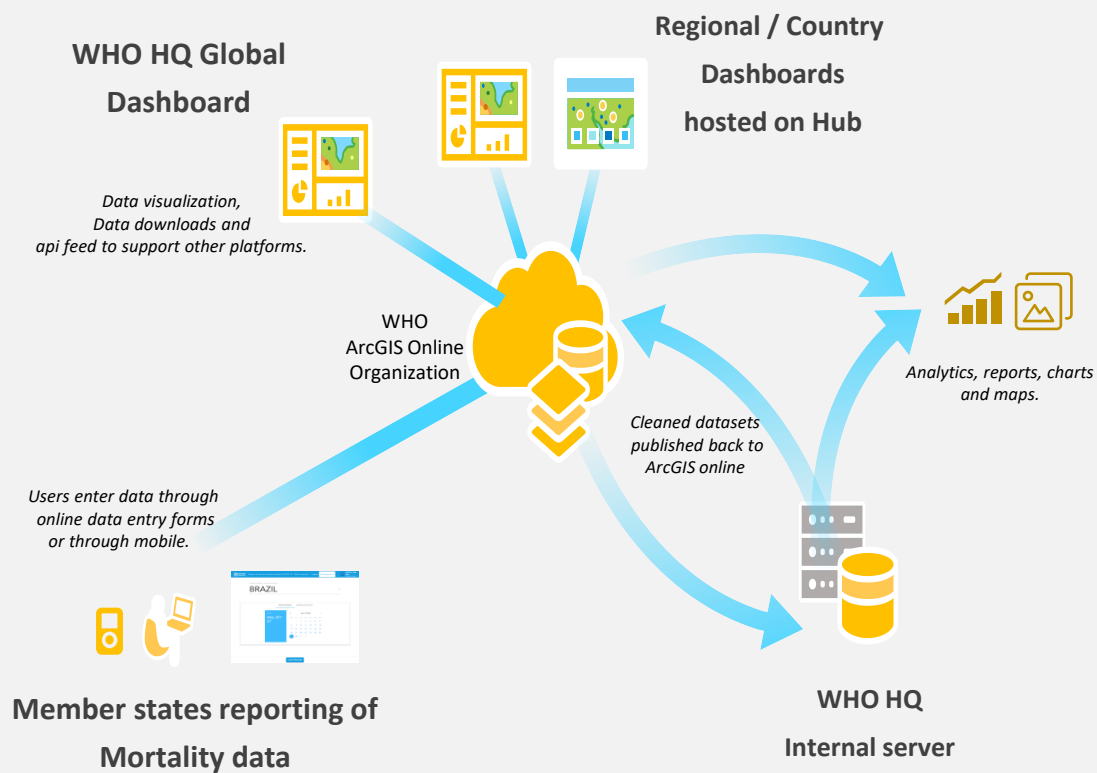 WHO HQ Global
Dashboard
Regional / Country
Dashboards
hosted on Hub
Data visualization,
Data downloads and
api feed to support other platforms.
WHO
ArcGIS Online
Organization
Analytics, reports, charts
and maps.
Cleaned datasets
published back to
ArcGIS online
Users enter data through
online data entry forms
or through mobile.
BRAZIL
Member states reporting of
Mortality data
WHO HQ
Internal server